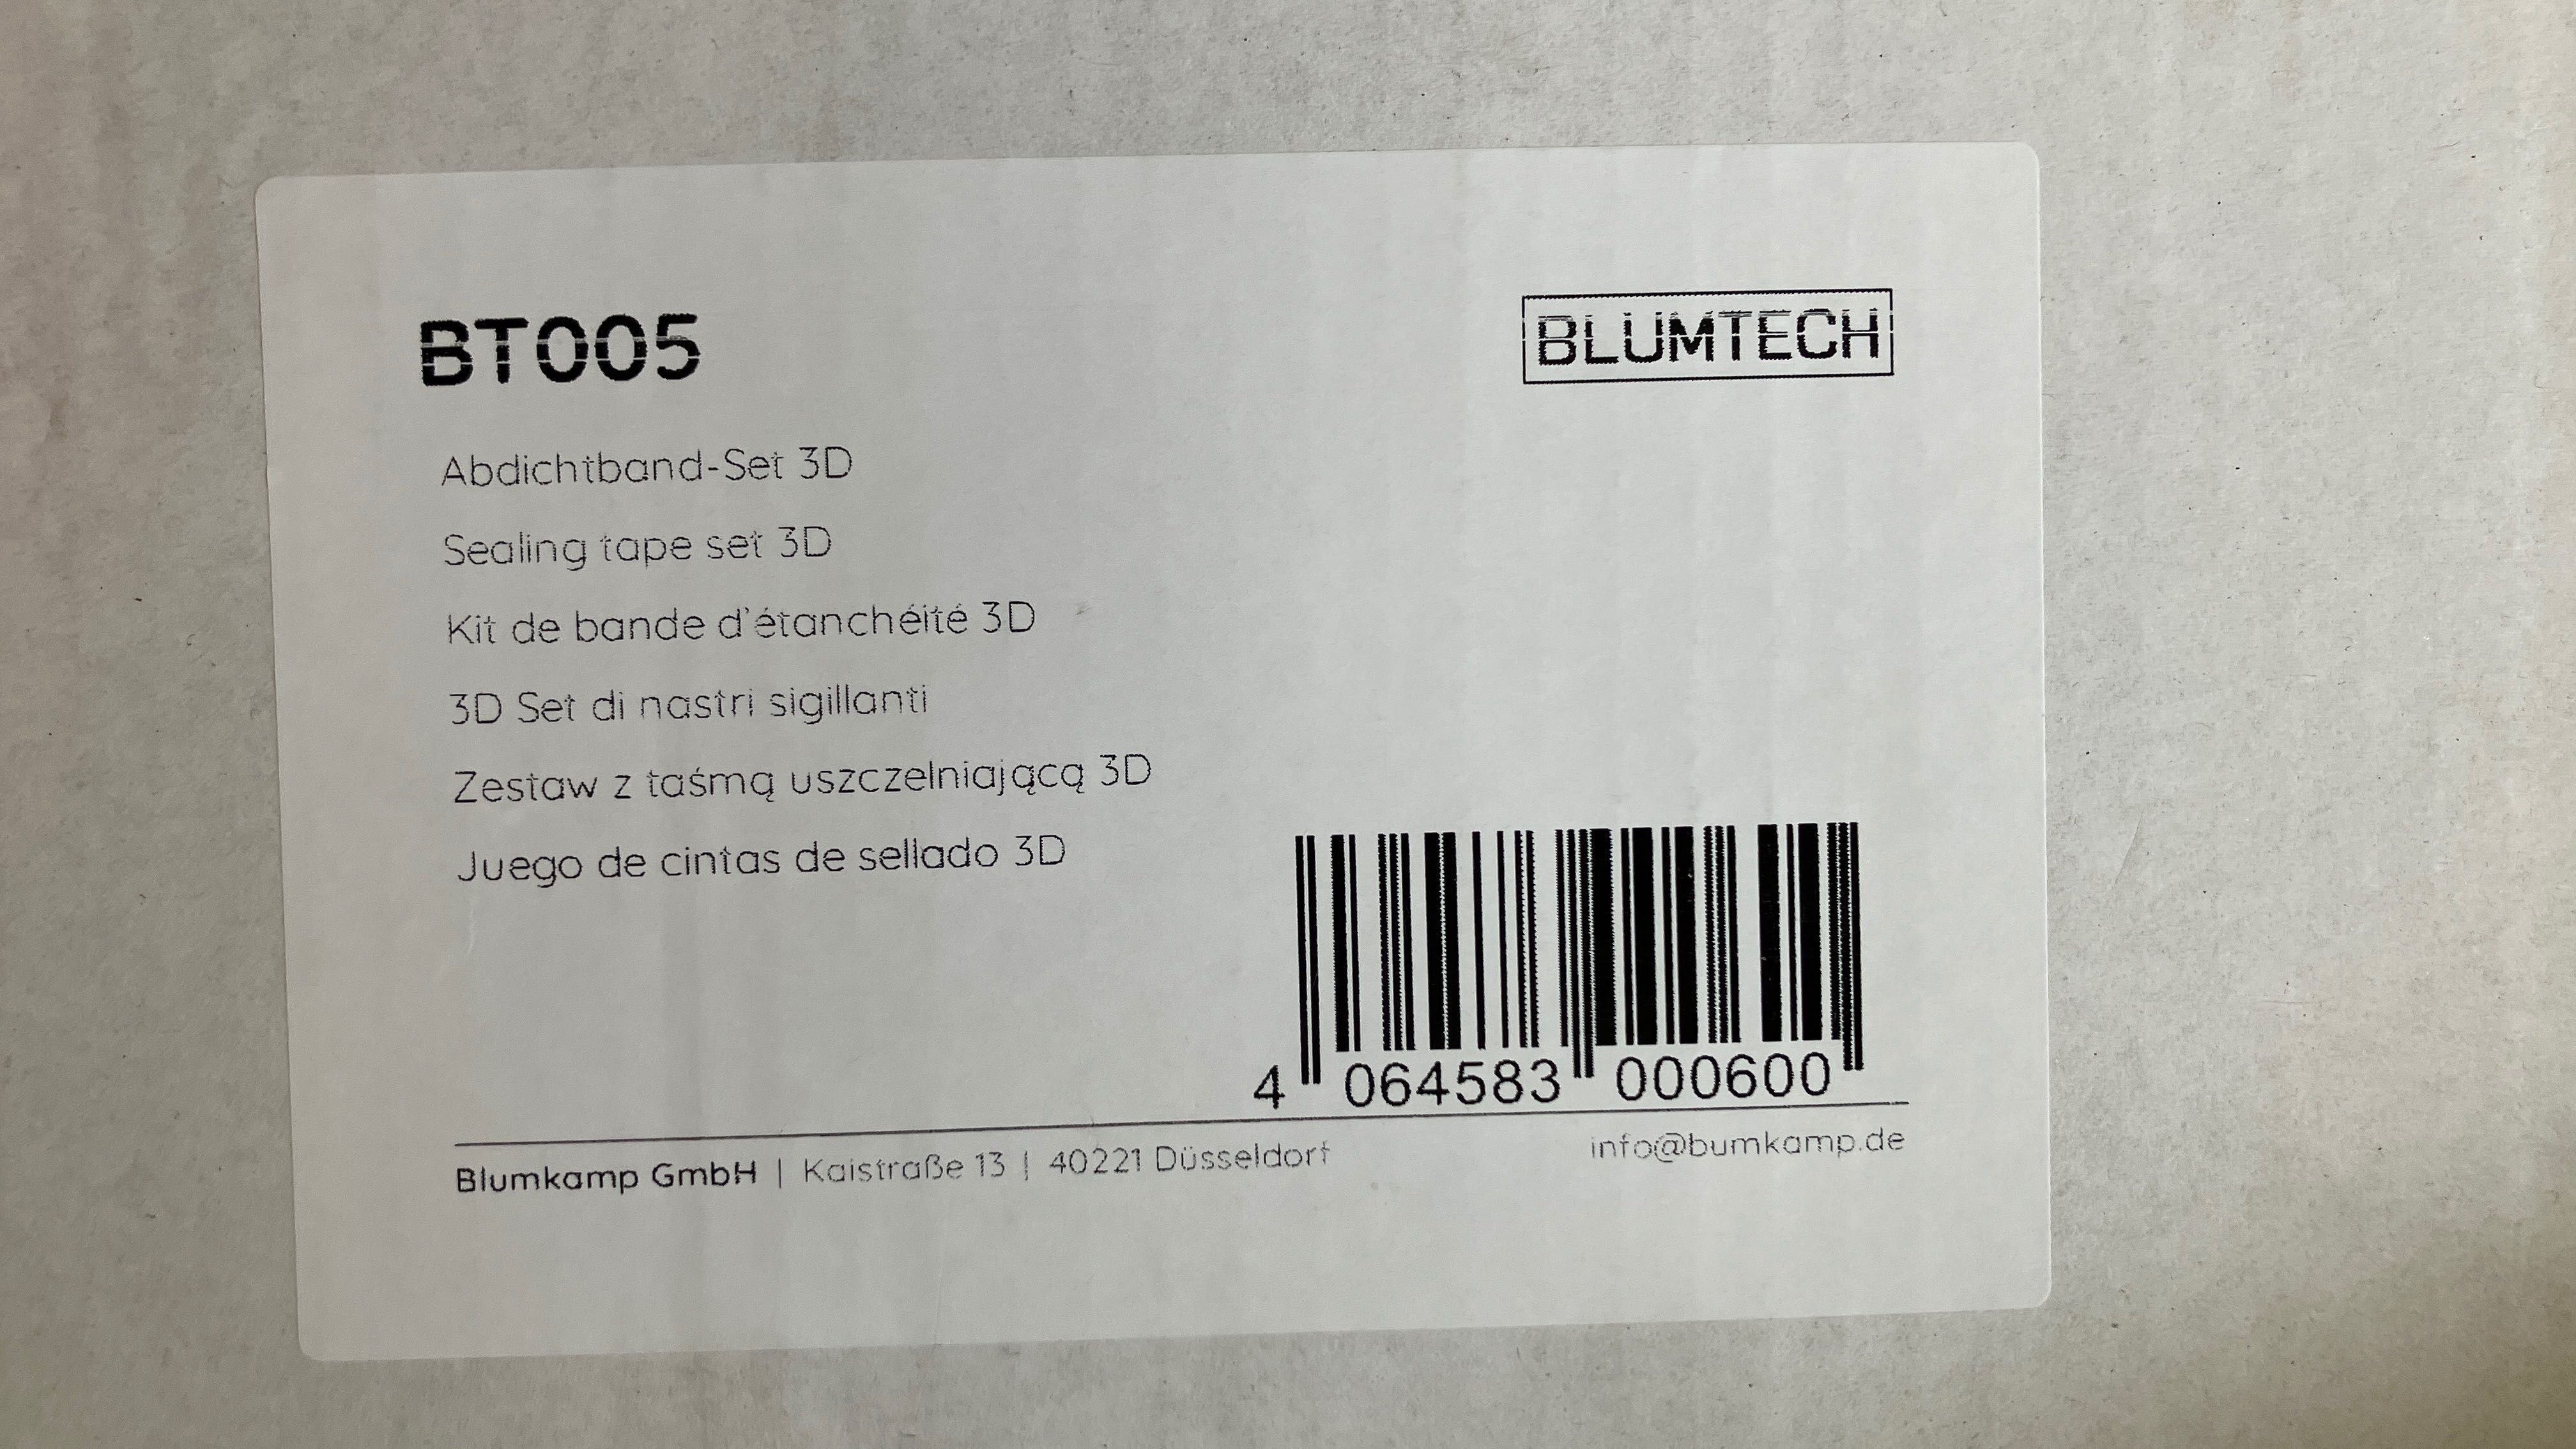 BT005
BLUMTECH
Abdichtband-Set 3D
Sealing tape set 3D
Kit de bande d'étanchéité 3D
3D Set di nastri sigillanti
Zestaw z taśmą uszczelniającą 3D
Juego de cintas de sellado 3D
4 064583 000600
Blumkamp GmbH | Kaistraße 13 | 40221 Düsseldorf
info@bumkamp.de